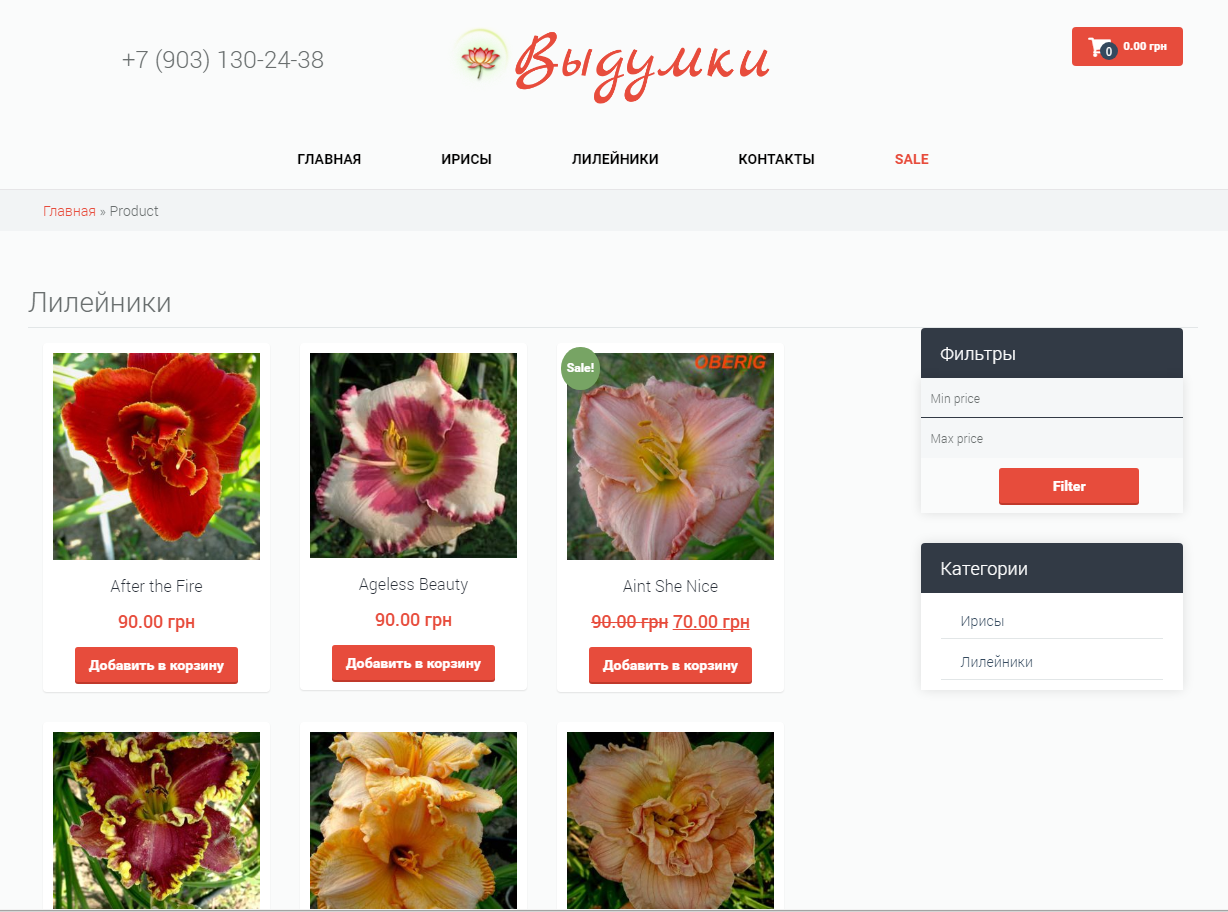 +7 (903) 130-24-38
Выдумки
0
0.00 грн
ГЛАВНАЯ
ИРИСЫ
ЛИЛЕЙНИКИ
КОНТАКТЫ
SALE
Главная » Product
Лилейники
After the Fire
90.00 грн
Добавить в корзину
Ageless Beauty
90.00 грн
Добавить в корзину
Sale!
OBERIG
Aint She Nice
90.00 грн 70.00 грн
Добавить в корзину
Фильтры
Min price
Max price
Filter
Категории
Ирисы
Лилейники